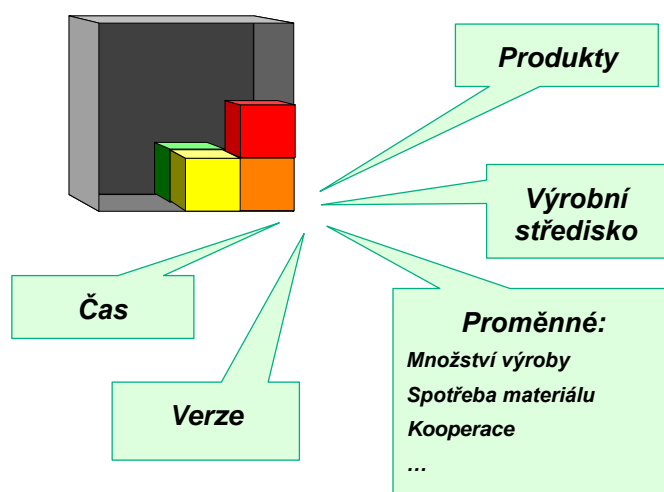 Produkty
Výrobní
středisko
Čas
Proměnné:
Množství výroby
Spotřeba materiálu
Kooperace
...
Verze